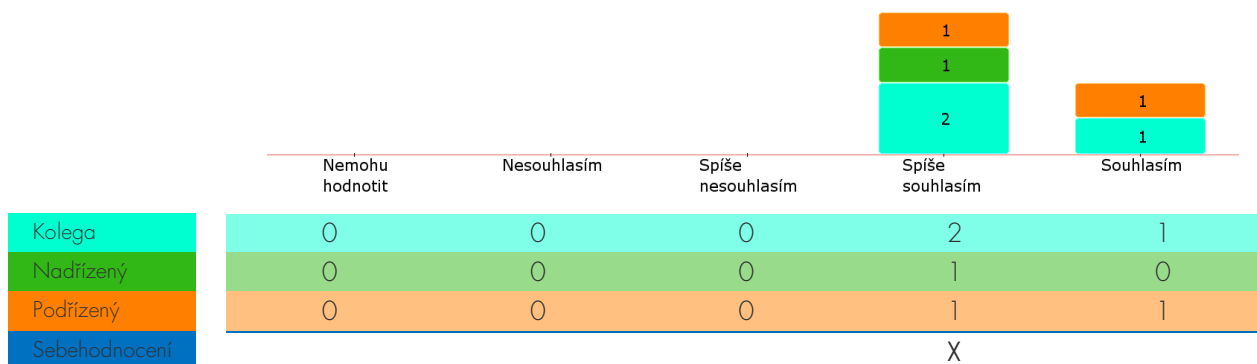 1
1
1
2
1
Nemohu hodnotit
Nesouhlasím
Spíše nesouhlasím
Spíše souhlasím
Souhlasím
Kolega 0 0 0 2 1
Nadřízený 0 0 0 1 0
Podřízený 0 0 0 1 1
Sebehodnocení X